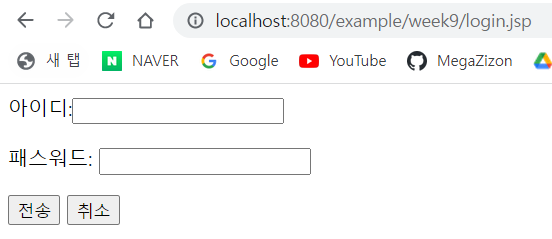 localhost:8080/example/week9/login.jsp
새 탭 NAVER Google YouTube MegaZizon
아이디:
패스워드:
전송 취소